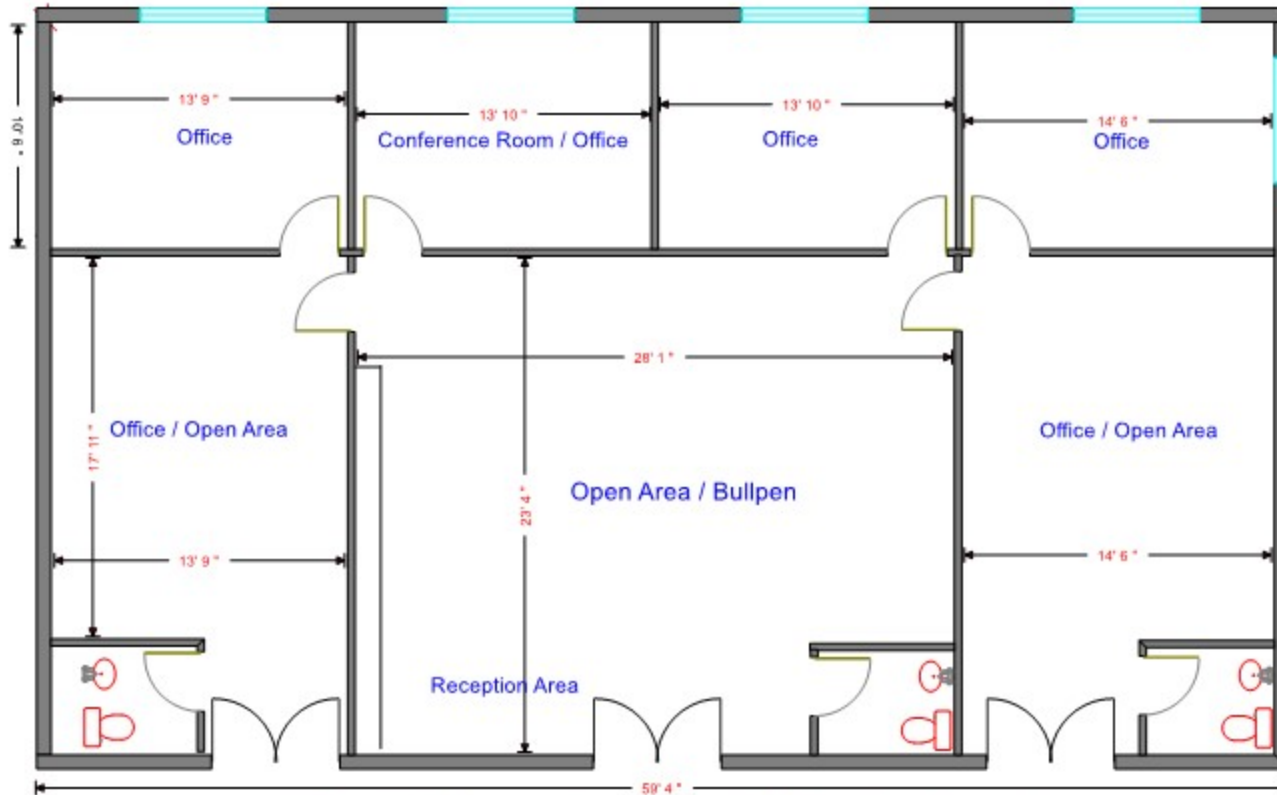 13' 9 "
Office
13' 10 "
Conference Room / Office
13' 10 "
Office
14' 6 "
Office
10' 6 "
28' 1 "
Office / Open Area
17' 11 "
13' 9 "
23' 4 "
Open Area / Bullpen
Office / Open Area
14' 6 "
Reception Area
59' 4 "